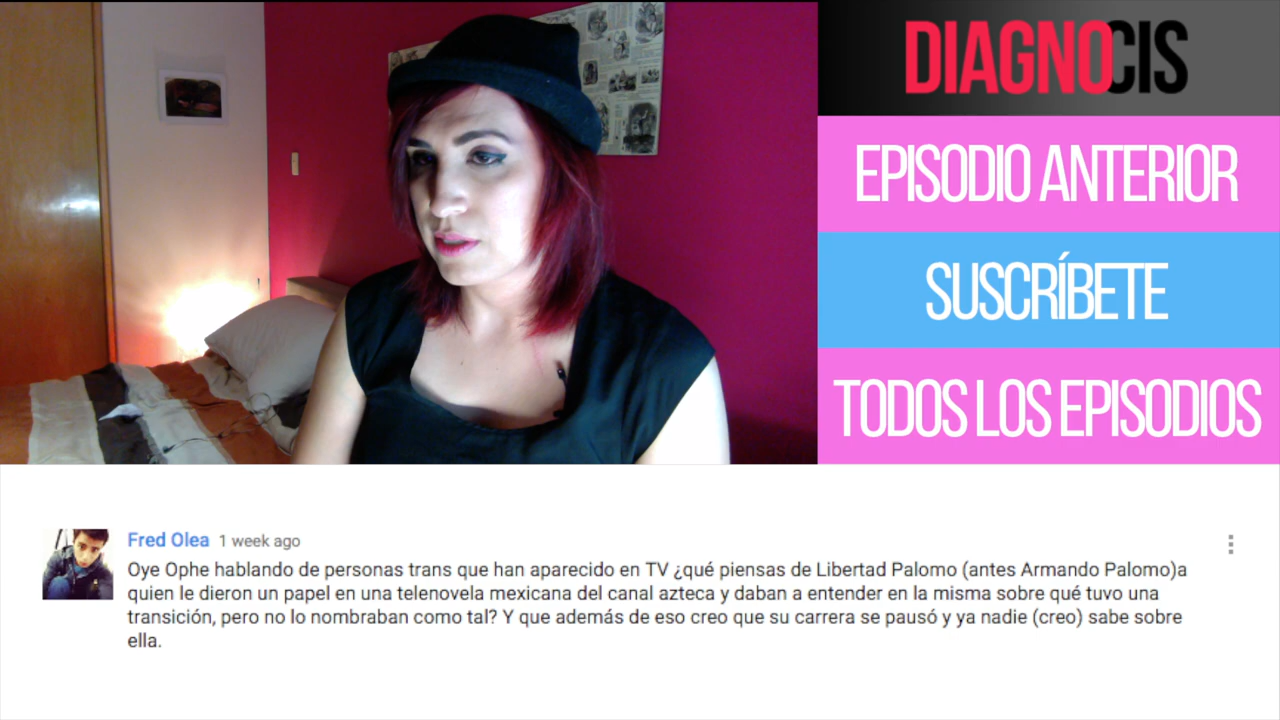 DIAGNOCIS
EPISODIO ANTERIOR
SUSCRÍBETE
TODOS LOS EPISODIOS
Fred Olea 1 week ago
Oye Ophe hablando de personas trans que han aparecido en TV ¿qué piensas de Libertad Palomo (antes Armando Palomo)a
quien le dieron un papel en una telenovela mexicana del canal azteca y daban a entender en la misma sobre qué tuvo una
transición, pero no lo nombraban como tal? Y que además de eso creo que su carrera se pausó y ya nadie (creo) sabe sobre
ella.